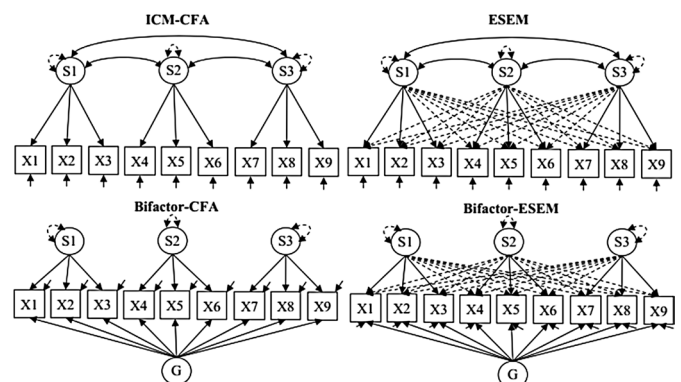 ICM-CFA
S1 S2 S3
X1 X2 X3 X4 X5 X6 X7 X8 X9
ESEM
S1 S2 S3
X1 X2 X3 X4 X5 X6 X7 X8 X9
Bifactor-CFA
S1 S2 S3
X1 X2 X3 X4 X5 X6 X7 X8 X9
G
Bifactor-ESEM
S1 S2 S3
X1 X2 X3 X4 X5 X6 X7 X8 X9
G